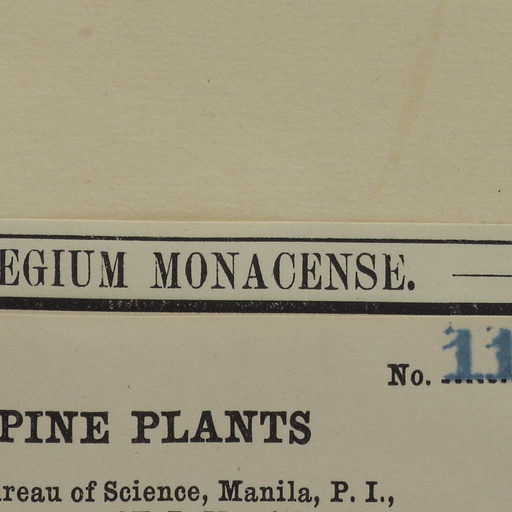 EGIUM MONACENSE.
No. 11
PINE PLANTS
reau of Science, Manila, P. I.,